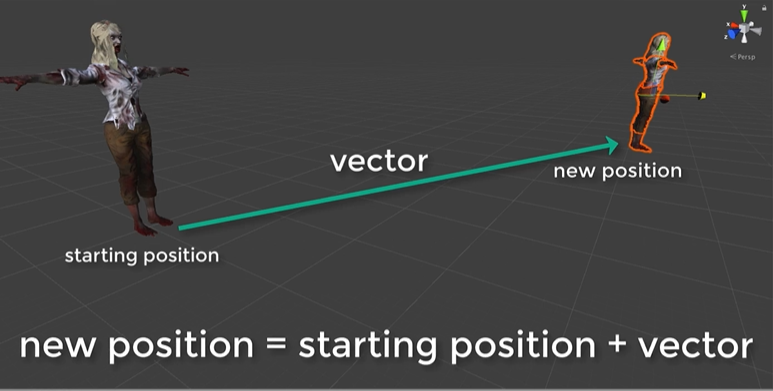 y
x
z
Persp
vector
new position
starting position
new position = starting position + vector